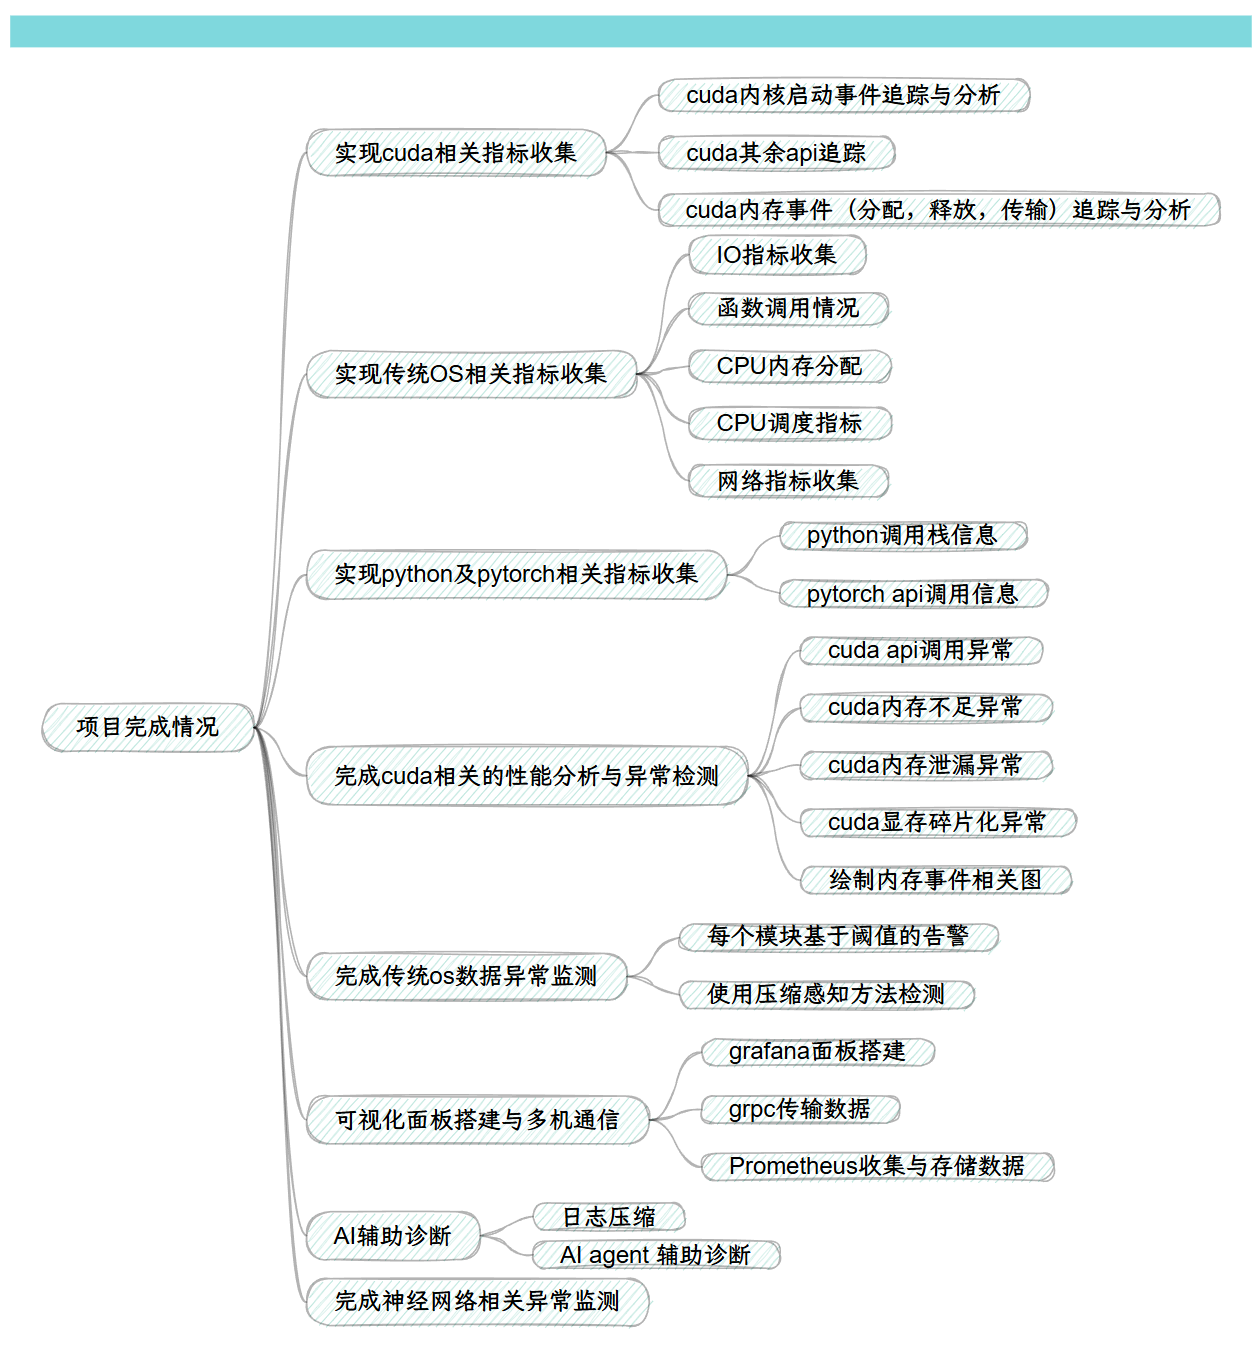 项目完成情况
实现cuda相关指标收集
cuda内核启动事件追踪与分析
cuda其余api追踪
cuda内存事件（分配，释放，传输）追踪与分析
实现传统OS相关指标收集
IO指标收集
函数调用情况
CPU内存分配
CPU调度指标
网络指标收集
实现python及pytorch相关指标收集
python调用栈信息
pytorch api调用信息
完成cuda相关的性能分析与异常检测
cuda api调用异常
cuda内存不足异常
cuda内存泄漏异常
cuda显存碎片化异常
绘制内存事件相关图
完成传统os数据异常监测
每个模块基于阈值的告警
使用压缩感知方法检测
可视化面板搭建与多机通信
grafana面板搭建
grpc传输数据
Prometheus收集与存储数据
AI辅助诊断
日志压缩
AI agent 辅助诊断
完成神经网络相关异常监测